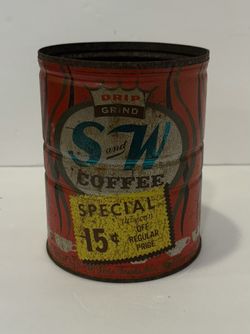 DRIP
GRIND
S and W
COFFEE
SPECIAL
15¢
OFF
REGULAR
PRICE